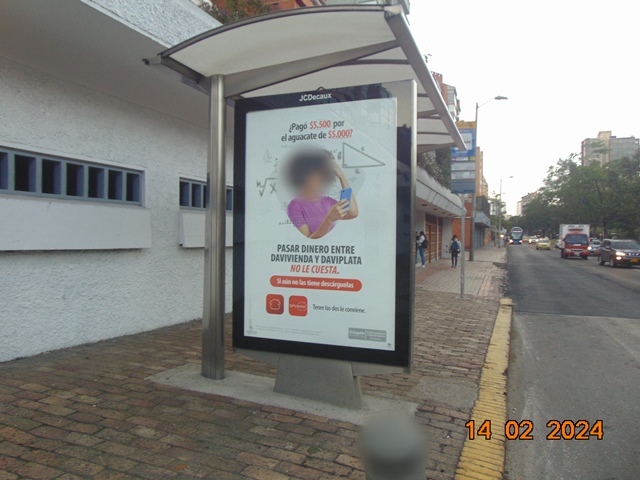 JCDecaux
¿Pagó $5.500 por
el aguacate de $5.000?
PASAR DINERO ENTRE
DAVIVIENDA Y DAVIPLATA
NO LE CUESTA.
Si aún no las tiene descárguelas
Tener las dos le conviene.
14 02 2024